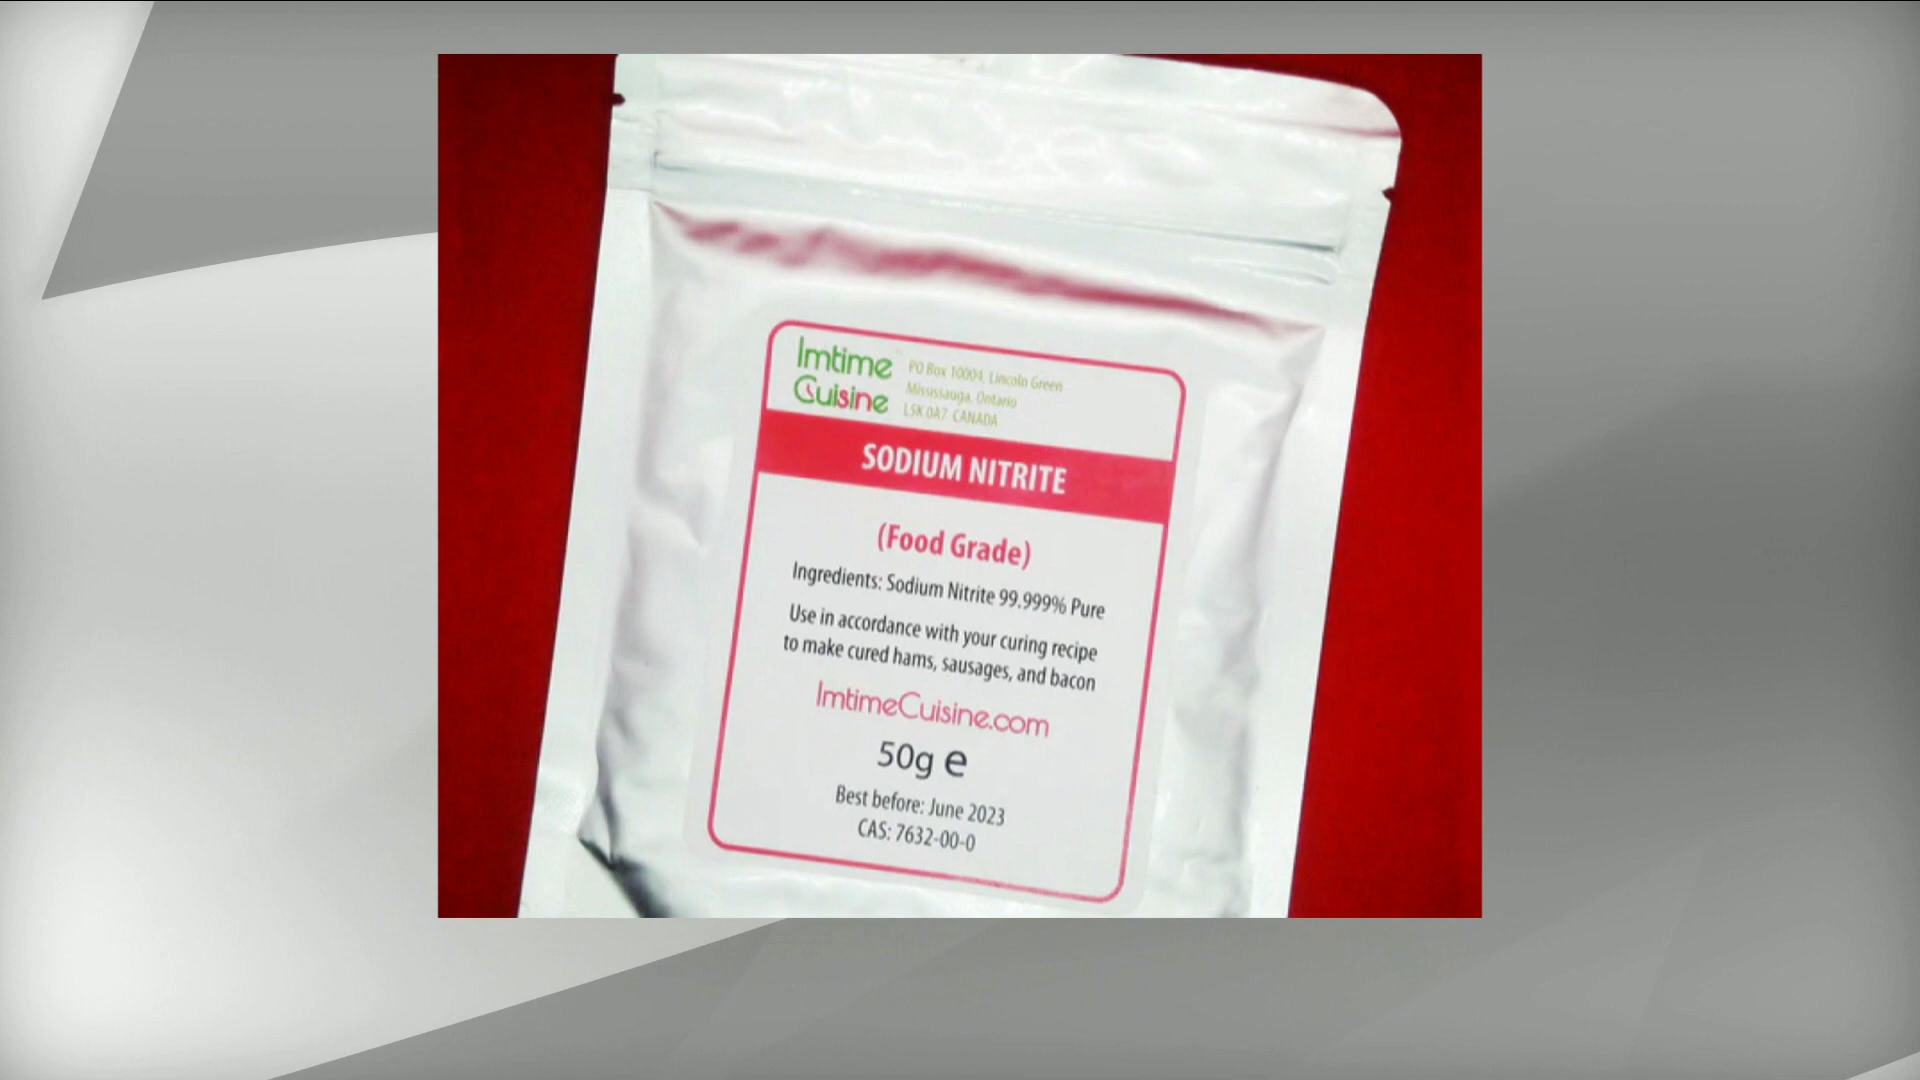 Imtime
Cuisine
PO Box 10004, Lincoln Green
Mississauga, Ontario
L5K 0A7 CANADA
SODIUM NITRITE
(Food Grade)
Ingredients: Sodium Nitrite 99.999% Pure
Use in accordance with your curing recipe
to make cured hams, sausages, and bacon
ImtimeCuisine.com
50g e
Best before: June 2023
CAS: 7632-00-0